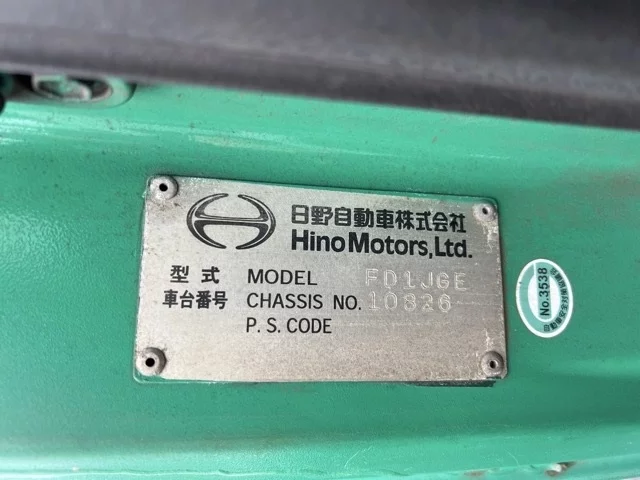 日野自動車株式会社
Hino Motors, Ltd.
型式 MODEL FD1JGE
車台番号 CHASSIS NO. 10826
P. S. CODE
No.3538